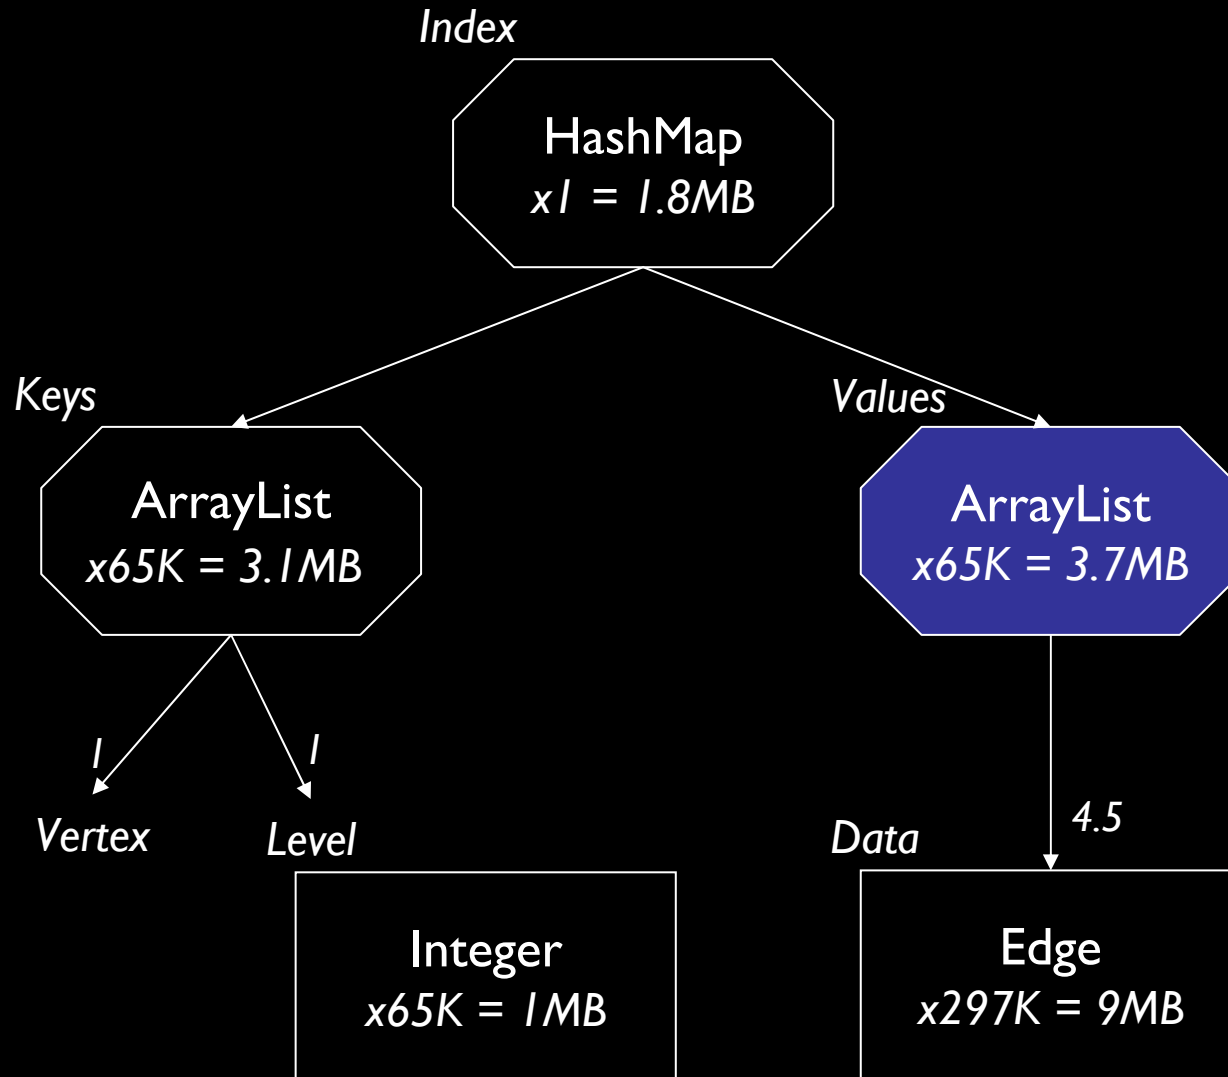 Index
HashMap
x1 = 1.8MB
Keys
Values
ArrayList
x65K = 3.1MB
ArrayList
x65K = 3.7MB
1
1
4.5
Vertex
Level
Data
Integer
x65K = 1MB
Edge
x297K = 9MB